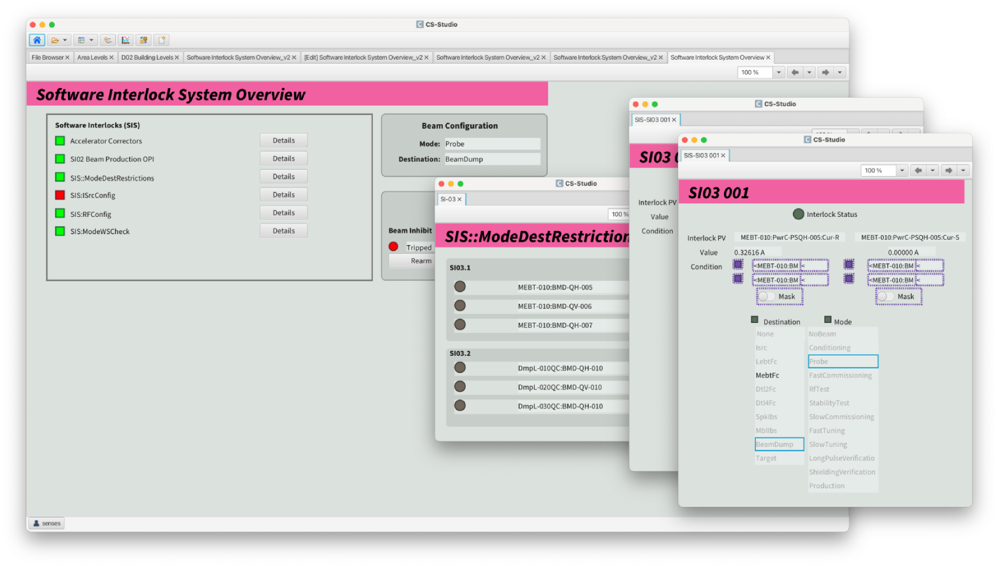 CS-Studio
File Browser Area Levels D02 Building Levels Software Interlock System Overview_v2 [Edit] Software Interlock System Overview_v2 Software Interlock System Overview_v2 Software Interlock System Overview_v2 Software Interlock System Overview
100 %
Software Interlock System Overview
Software Interlocks (SIS)
Accelerator Correctors Details
SI02 Beam Production OPI Details
SIS::ModeDestRestrictions Details
SIS:ISrcConfig Details
SIS:RFConfig Details
SIS:ModeWSCheck Details
Beam Configuration
Mode: Probe
Destination: BeamDump
Beam Inhibit
Tripped
Rearm
senses
CS-Studio
SI-03
100 %
SIS::ModeDestRestriction
SI03.1
MEBT-010:BMD-QH-005
MEBT-010:BMD-QV-006
MEBT-010:BMD-QH-007
SI03.2
DmpL-010QC:BMD-QH-010
DmpL-020QC:BMD-QV-010
DmpL-030QC:BMD-QH-010
CS-Studio
SIS-SI03 001
SI03
Interlock PV
Value
Condition
CS-Studio
SIS-SI03 001
100 %
SI03 001
Interlock Status
Interlock PV MEBT-010:PwrC-PSQH-005:Cur-R MEBT-010:PwrC-PSQH-005:Cur-S
Value 0.32616 A 0.00000 A
Condition <MEBT-010:BM < <MEBT-010:BM <
<MEBT-010:BM < <MEBT-010:BM <
Mask Mask
Destination Mode
None NoBeam
Isrc Conditioning
LebtFc Probe
MebtFc FastCommissioning
Dtl2Fc RfTest
Dtl4Fc StabilityTest
SpkIbs SlowCommissioning
MblIbs FastTuning
BeamDump SlowTuning
Target LongPulseVerificatio
ShieldingVerification
Production